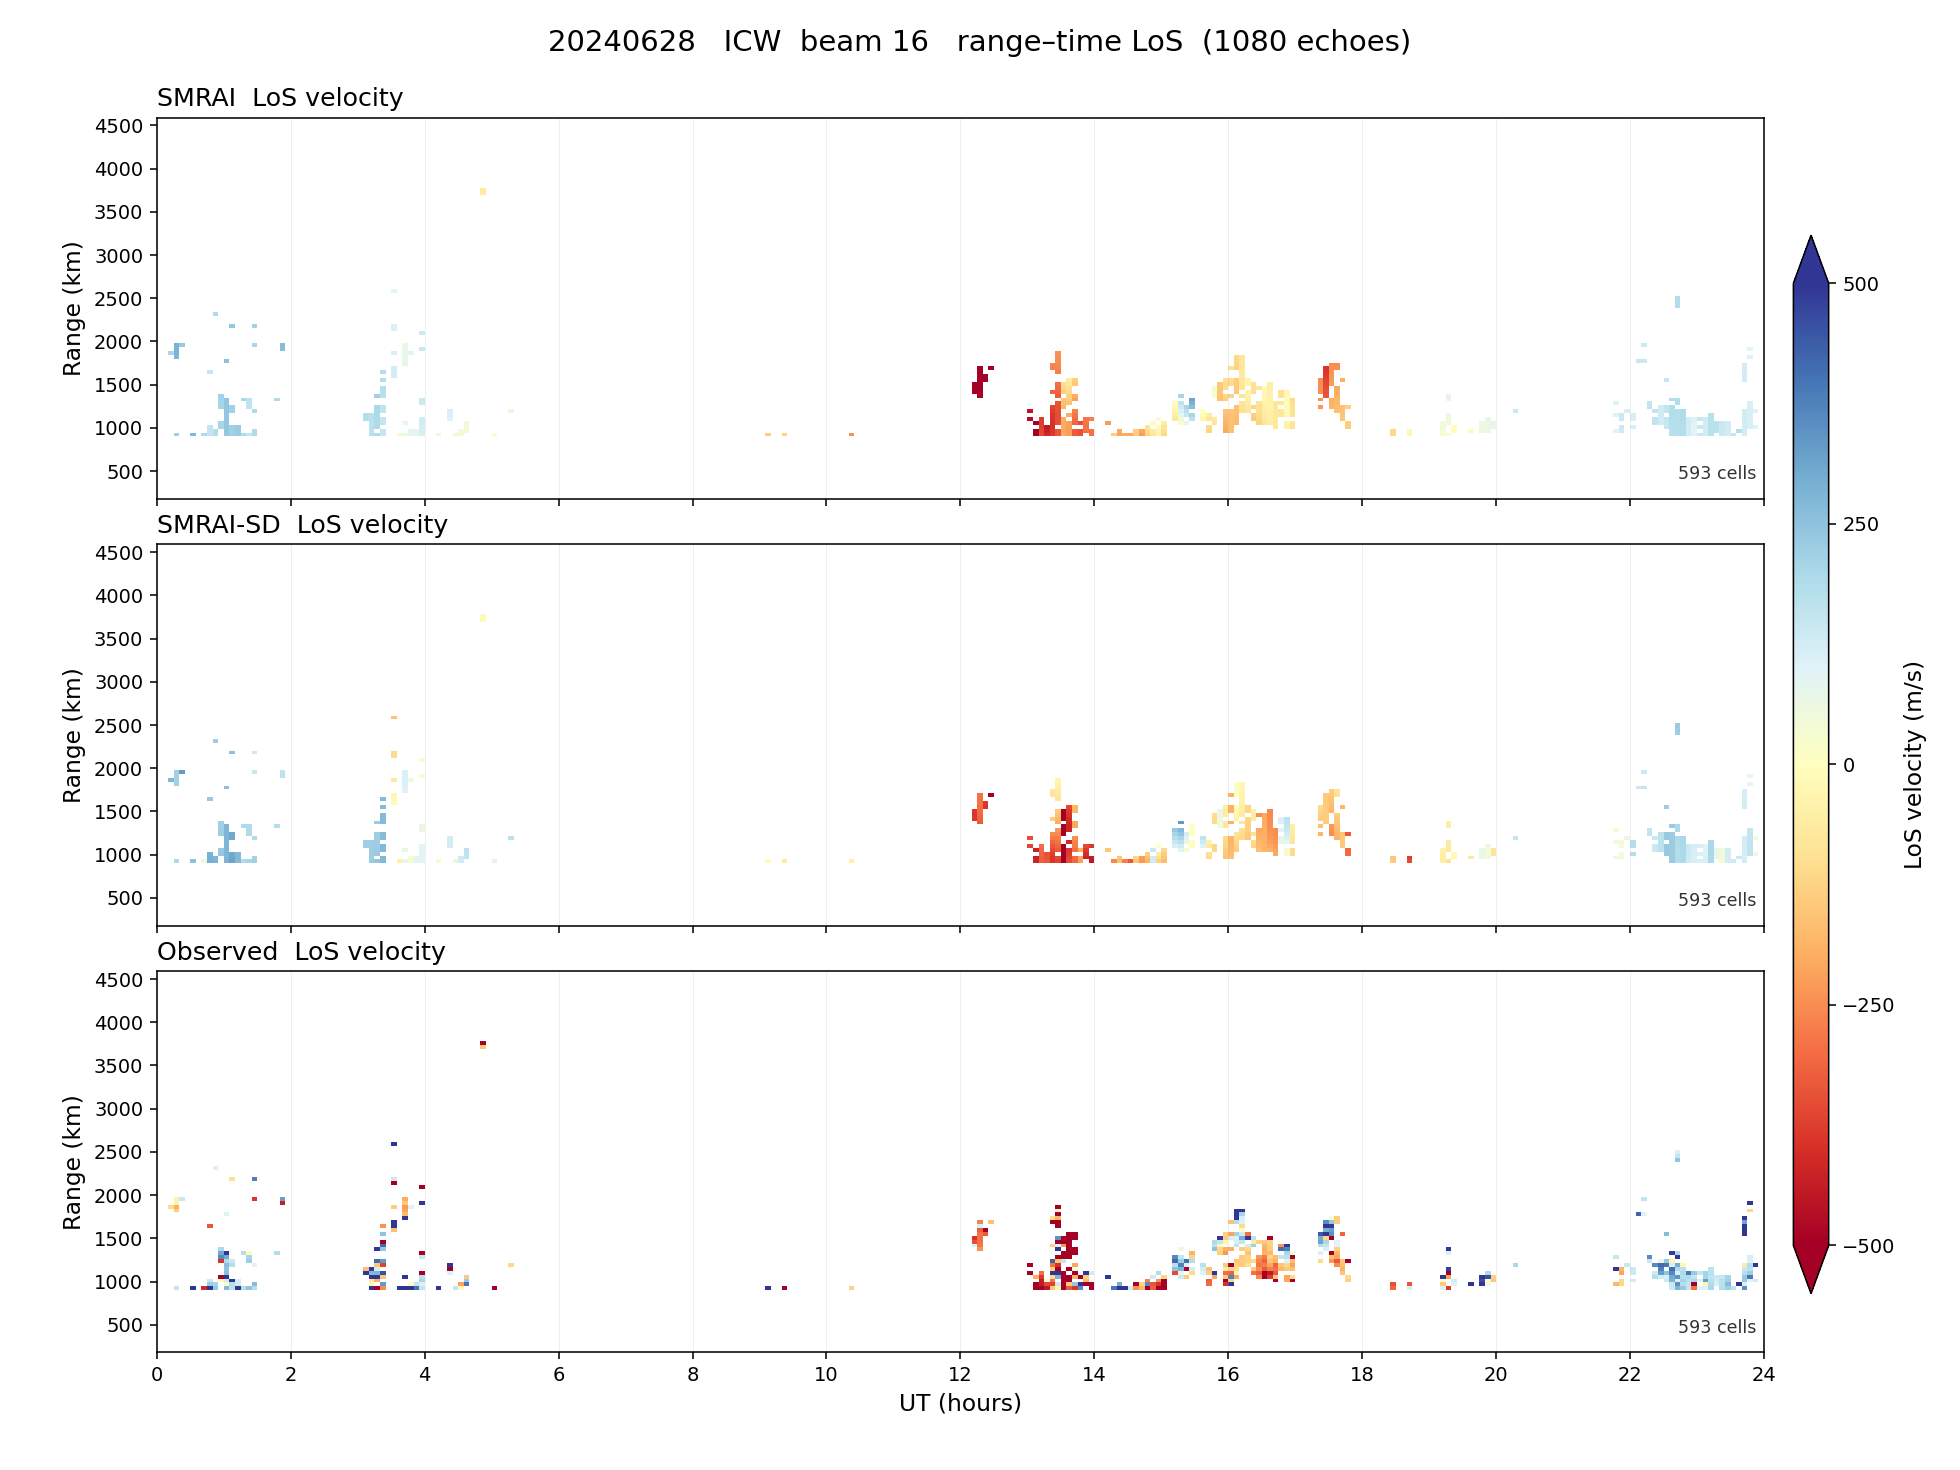 20240628   ICW  beam 16   range–time LoS  (1080 echoes)
SMRAI  LoS velocity
4500
4000
3500
3000
2500
2000
1500
1000
500
Range (km)
593 cells
SMRAI-SD  LoS velocity
4500
4000
3500
3000
2500
2000
1500
1000
500
Range (km)
593 cells
Observed  LoS velocity
4500
4000
3500
3000
2500
2000
1500
1000
500
Range (km)
593 cells
0 2 4 6 8 10 12 14 16 18 20 22 24
UT (hours)
500
250
0
−250
−500
LoS velocity (m/s)